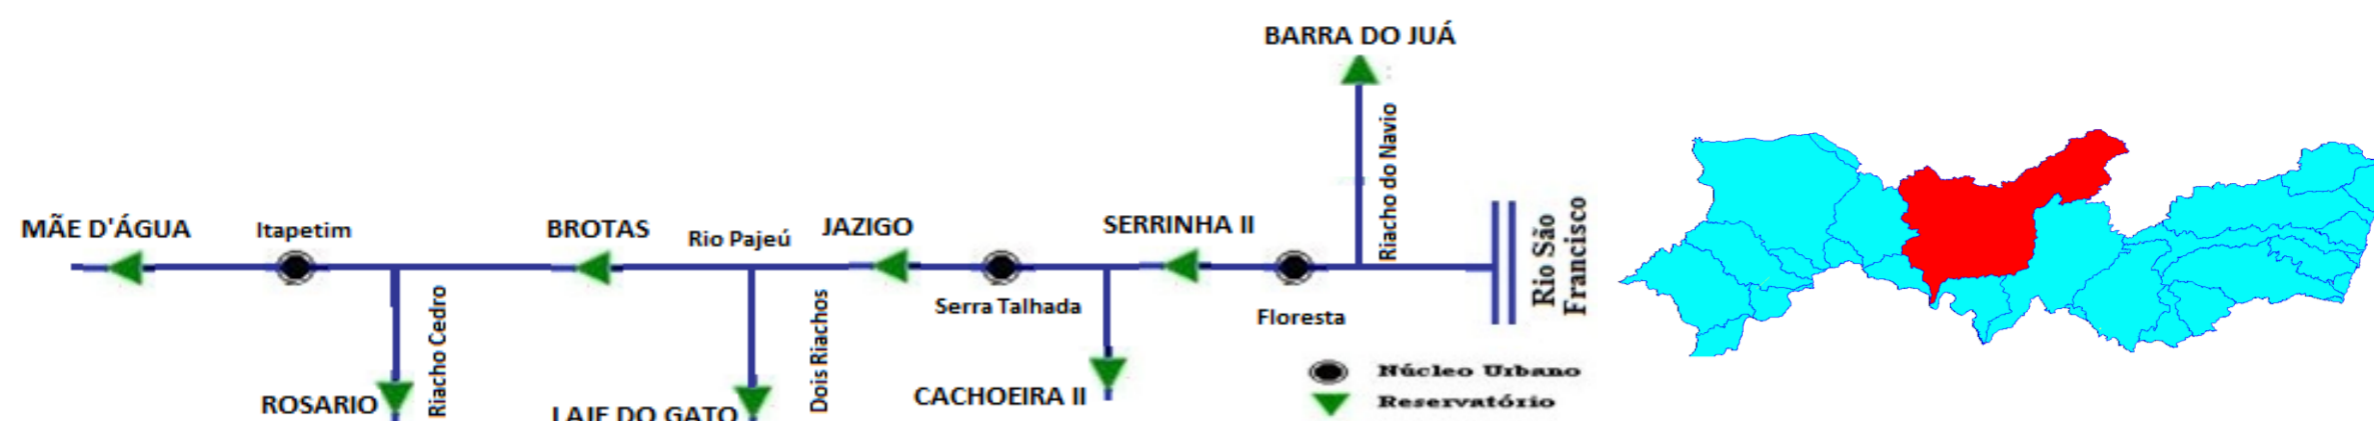 BARRA DO JUÁ
Riacho do Navio
MÃE D'ÁGUA
Itapetim
BROTAS
Rio Pajeú
JAZIGO
SERRINHA II
Rio São
Francisco
Serra Talhada
Floresta
Riacho Cedro
Dois Riachos
ROSARIO
LAJE DO GATO
CACHOEIRA II
Núcleo Urbano
Reservatório